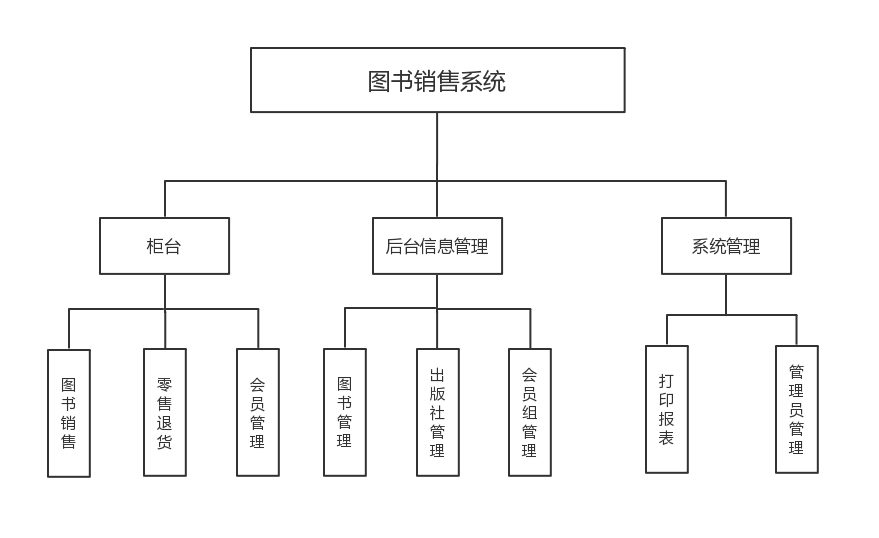 图书销售系统
柜台
后台信息管理
系统管理
图书销售
零售退货
会员管理
图书管理
出版社管理
会员组管理
打印报表
管理员管理